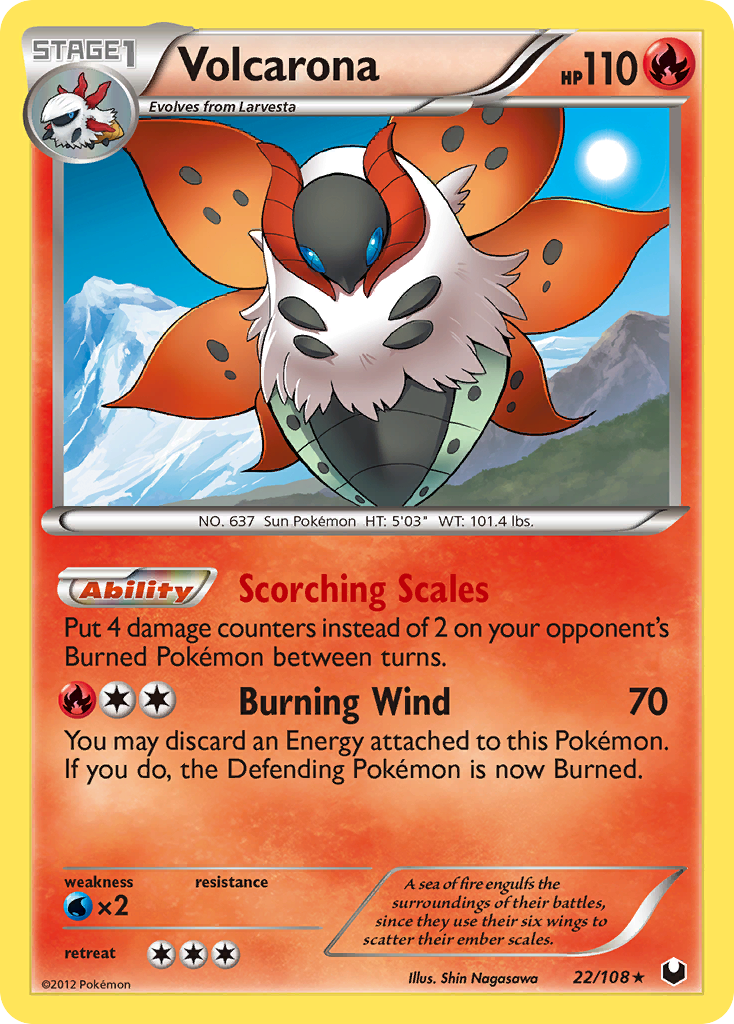 STAGE1
Volcarona
HP110
Evolves from Larvesta
NO. 637 Sun Pokémon HT: 5'03" WT: 101.4 lbs.
Ability Scorching Scales
Put 4 damage counters instead of 2 on your opponent's
Burned Pokémon between turns.
Burning Wind 70
You may discard an Energy attached to this Pokémon.
If you do, the Defending Pokémon is now Burned.
weakness resistance
×2
retreat
A sea of fire engulfs the
surroundings of their battles,
since they use their six wings to
scatter their ember scales.
©2012 Pokémon
Illus. Shin Nagasawa 22/108★